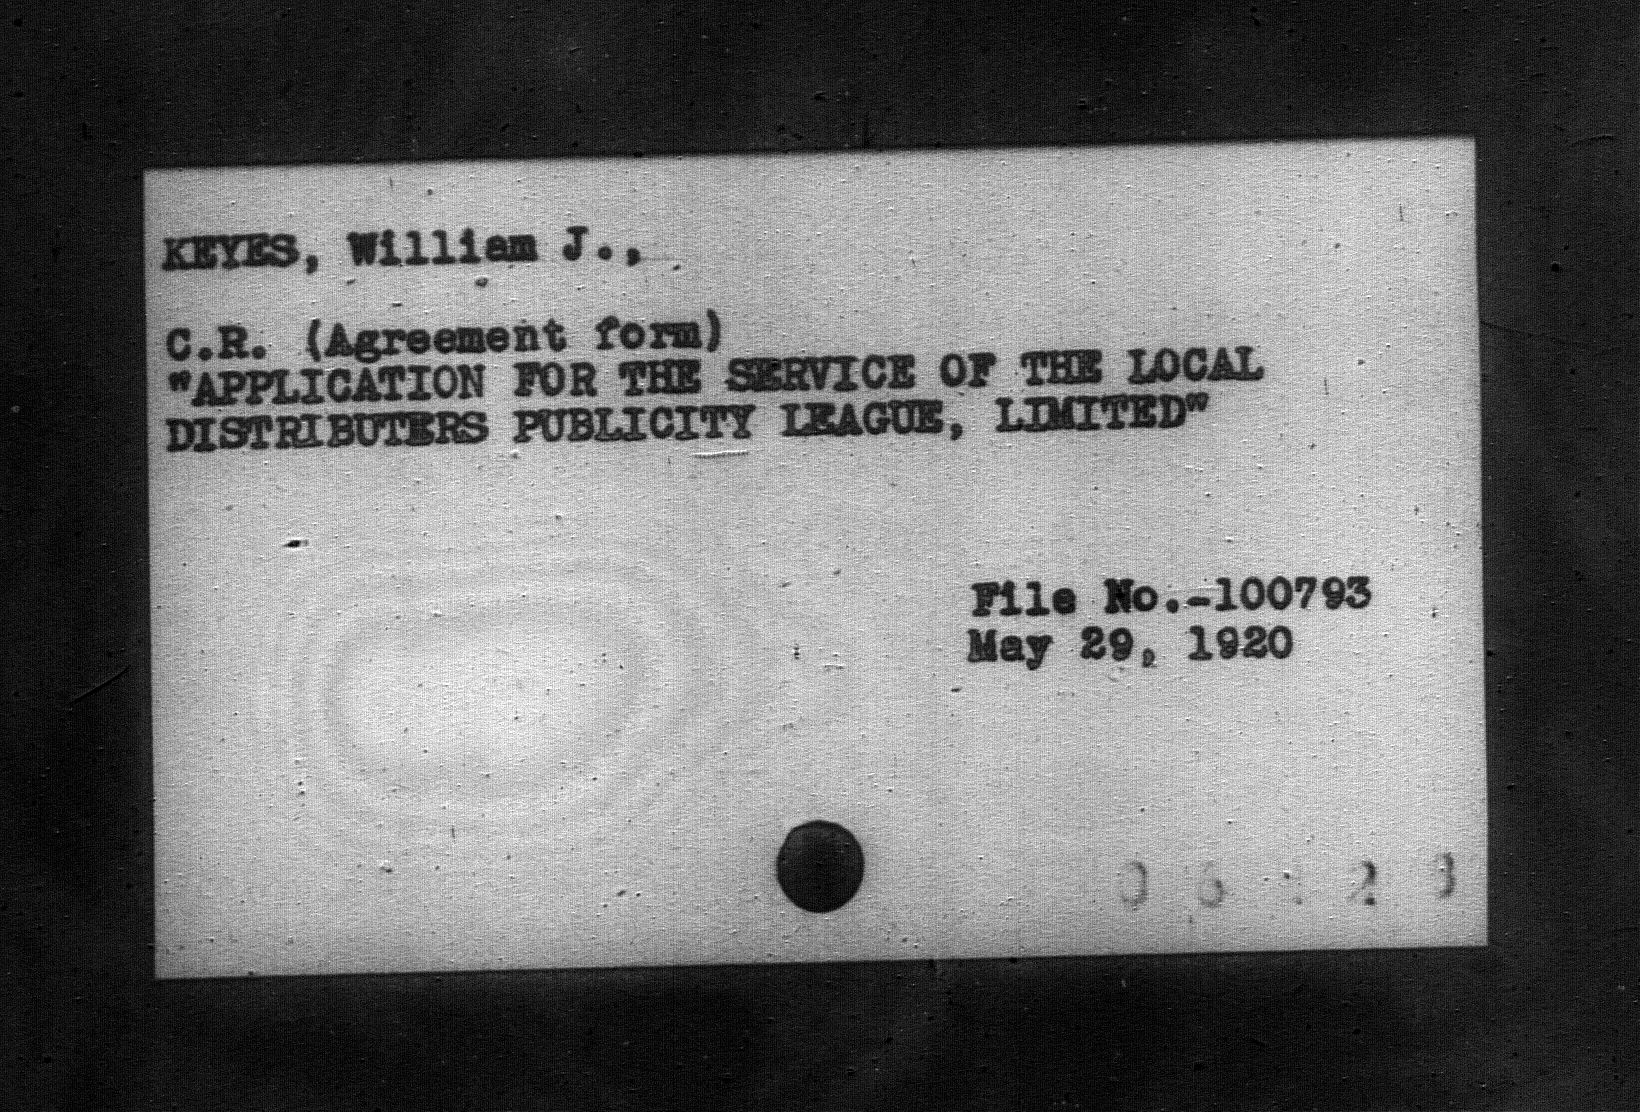 KEYES, William J.,
C.R. (Agreement form)
"APPLICATION FOR THE SERVICE OF THE LOCAL
DISTRIBUTERS PUBLICITY LEAGUE, LIMITED"
File No.-100793
May 29, 1920